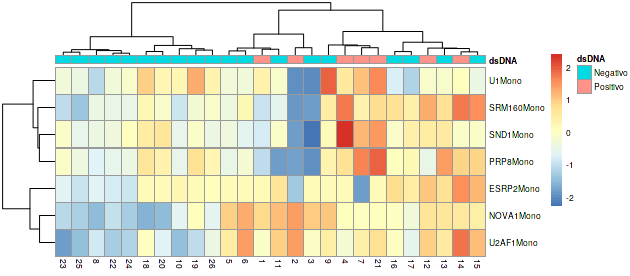 dsDNA
U1Mono
SRM160Mono
SND1Mono
PRP8Mono
ESRP2Mono
NOVA1Mono
U2AF1Mono
23 25 8 22 24 18 20 10 19 26 5 6 1 11 2 3 9 4 7 21 16 17 12 13 14 15
2
1
0
-1
-2
dsDNA
Negativo
Positivo